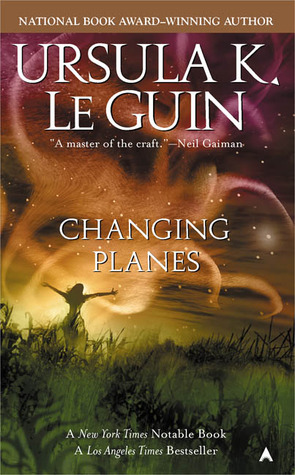 NATIONAL BOOK AWARD–WINNING AUTHOR
URSULA K.
LE GUIN
"A master of the craft."—Neil Gaiman
CHANGING
PLANES
A New York Times Notable Book
A Los Angeles Times Bestseller